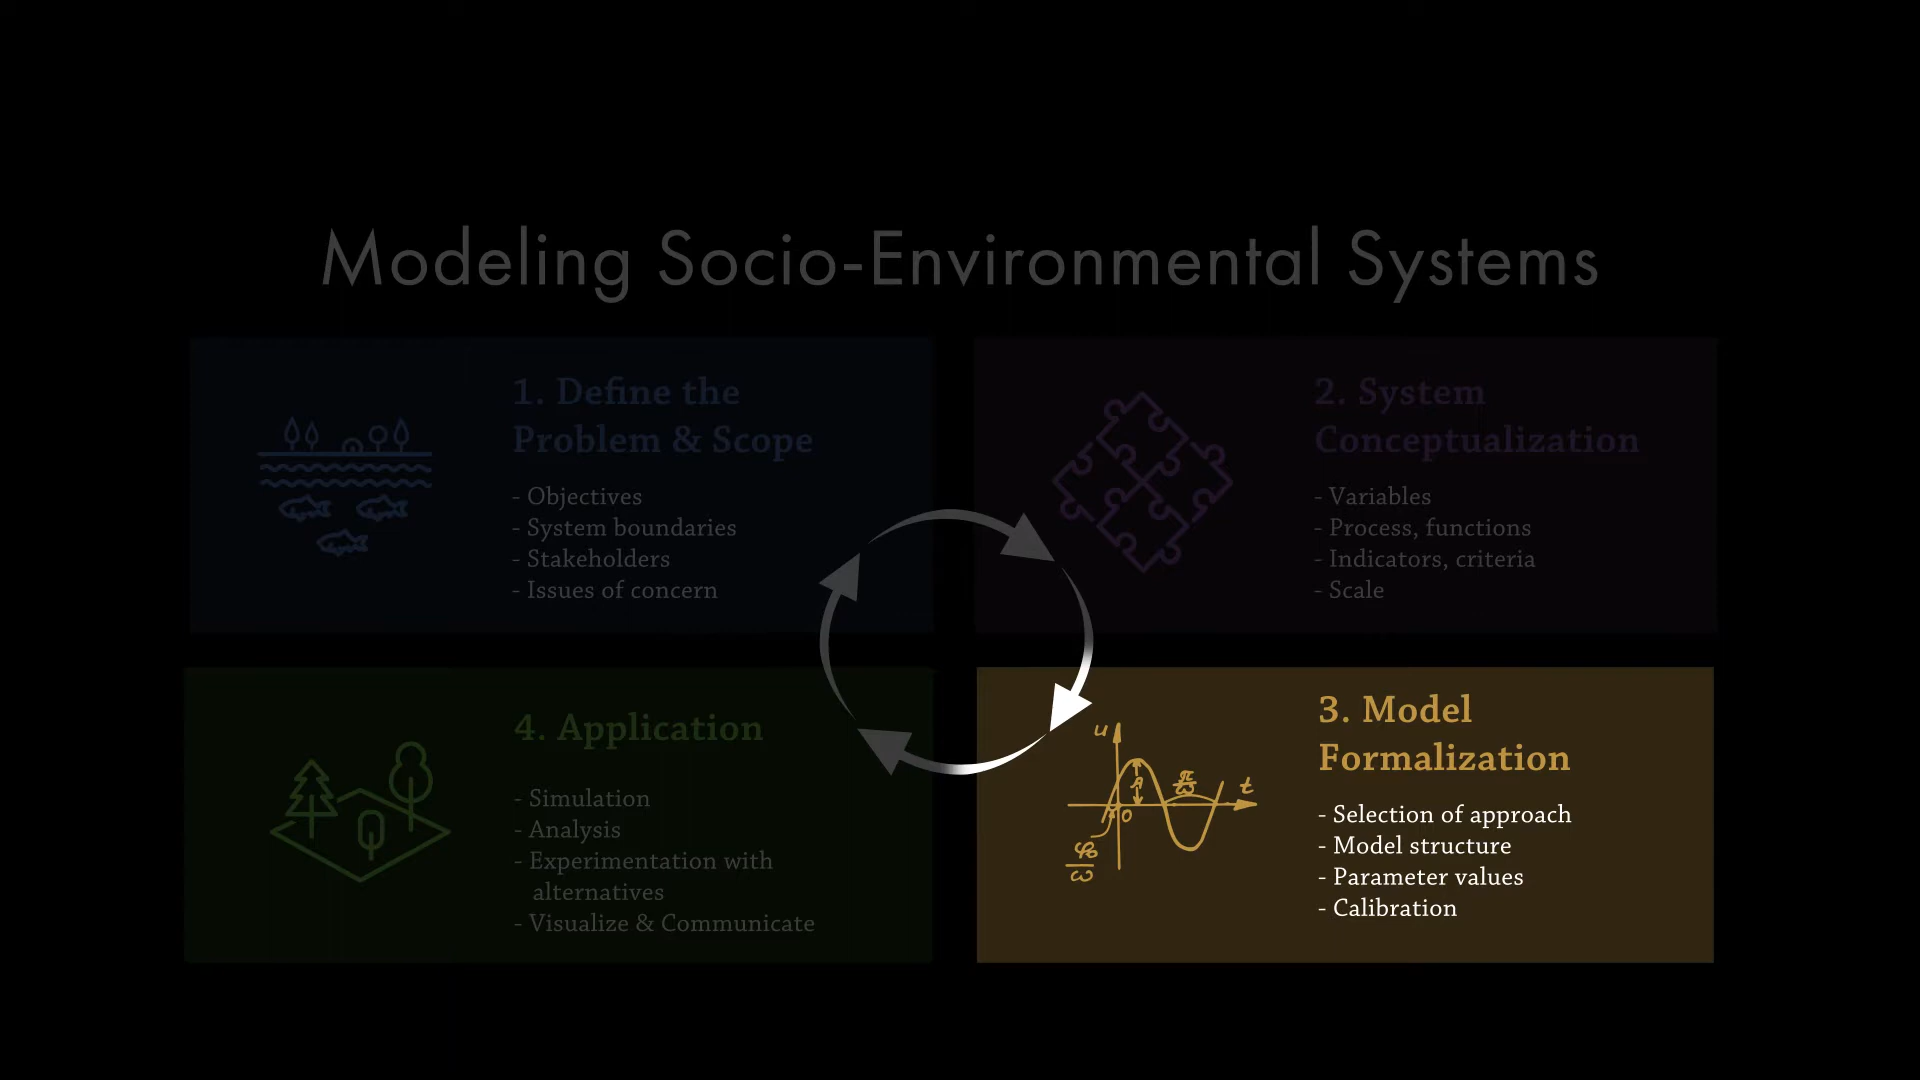 Modeling Socio-Environmental Systems
1. Define the
Problem & Scope
- Objectives
- System boundaries
- Stakeholders
- Issues of concern
2. System
Conceptualization
- Variables
- Process, functions
- Indicators, criteria
- Scale
3. Model
Formalization
- Selection of approach
- Model structure
- Parameter values
- Calibration
u
A
π
ω
t
0
φ₀
ω
4. Application
- Simulation
- Analysis
- Experimentation with
alternatives
- Visualize & Communicate